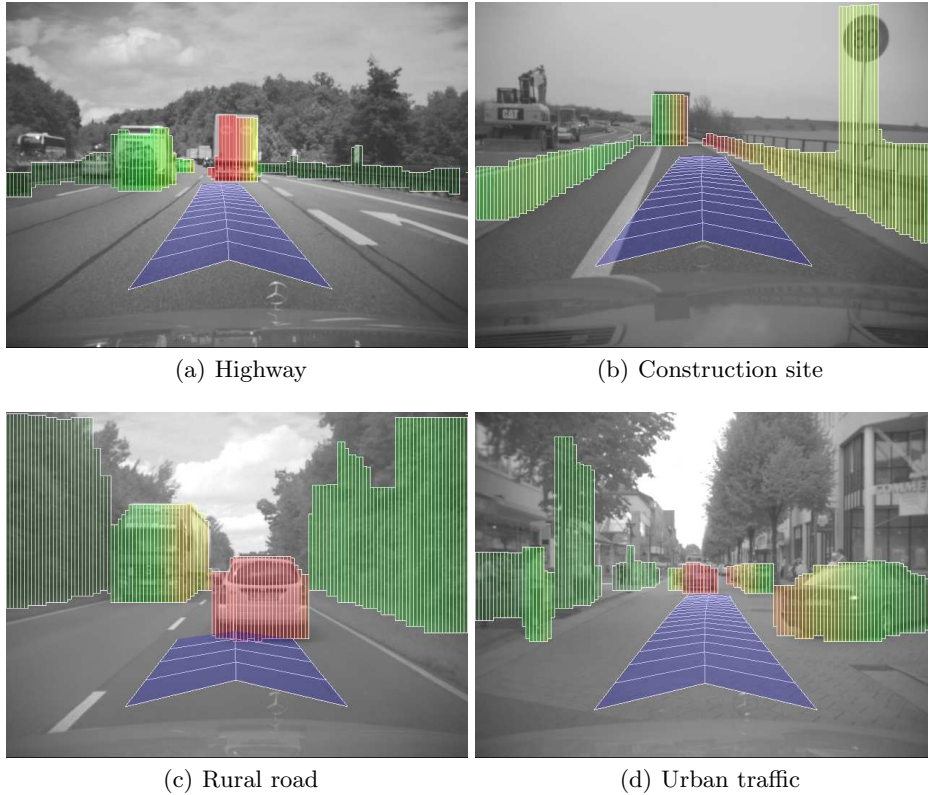 CAT
80
(a) Highway
(b) Construction site
(c) Rural road
(d) Urban traffic